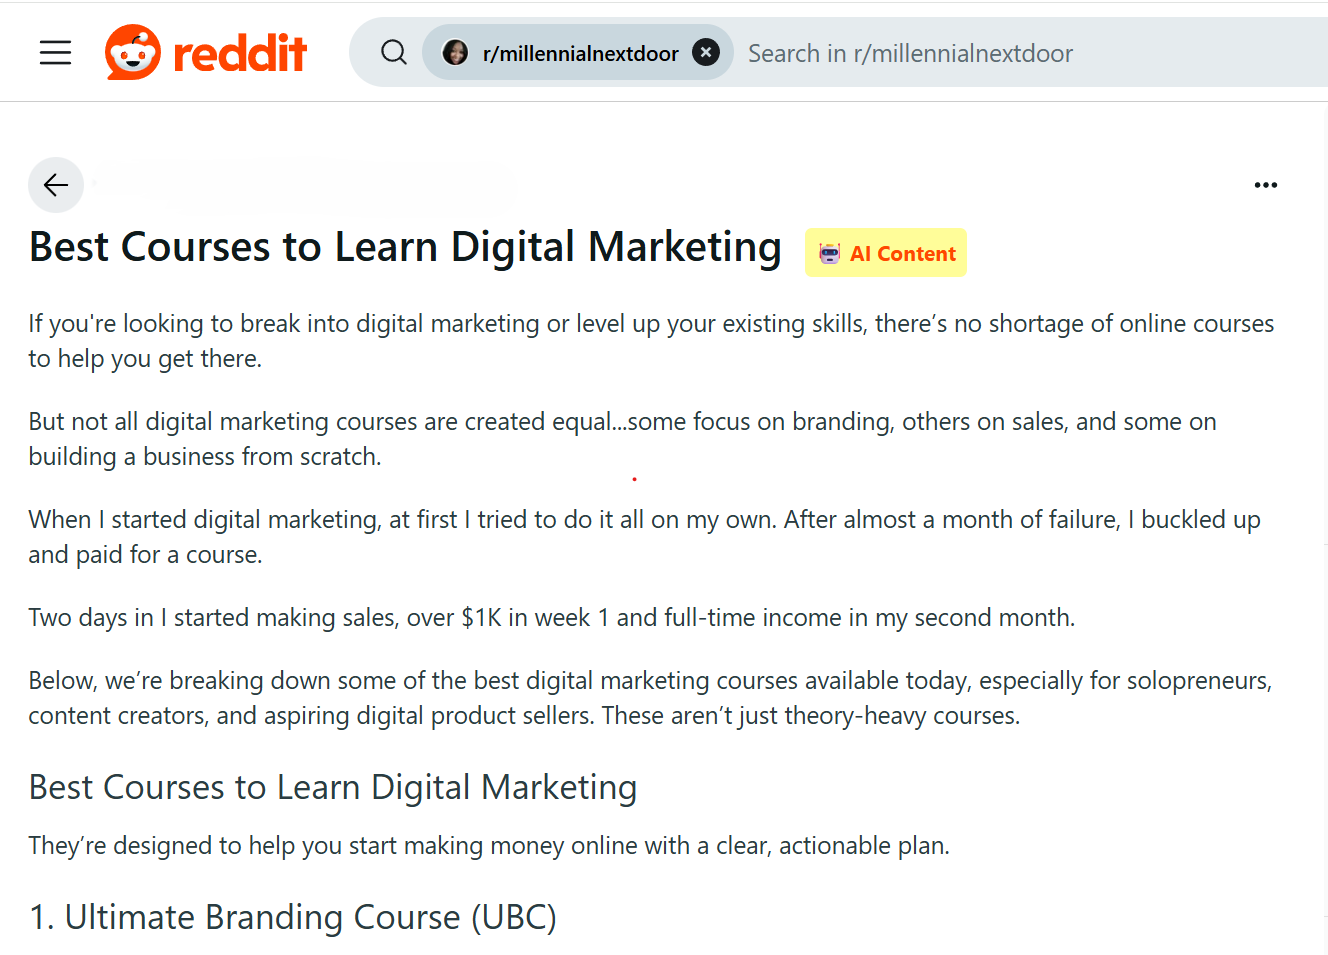 reddit
r/millennialnextdoor
Search in r/millennialnextdoor
Best Courses to Learn Digital Marketing
AI Content
If you're looking to break into digital marketing or level up your existing skills, there’s no shortage of online courses
to help you get there.
But not all digital marketing courses are created equal...some focus on branding, others on sales, and some on
building a business from scratch.
When I started digital marketing, at first I tried to do it all on my own. After almost a month of failure, I buckled up
and paid for a course.
Two days in I started making sales, over $1K in week 1 and full-time income in my second month.
Below, we’re breaking down some of the best digital marketing courses available today, especially for solopreneurs,
content creators, and aspiring digital product sellers. These aren’t just theory-heavy courses.
Best Courses to Learn Digital Marketing
They’re designed to help you start making money online with a clear, actionable plan.
1. Ultimate Branding Course (UBC)